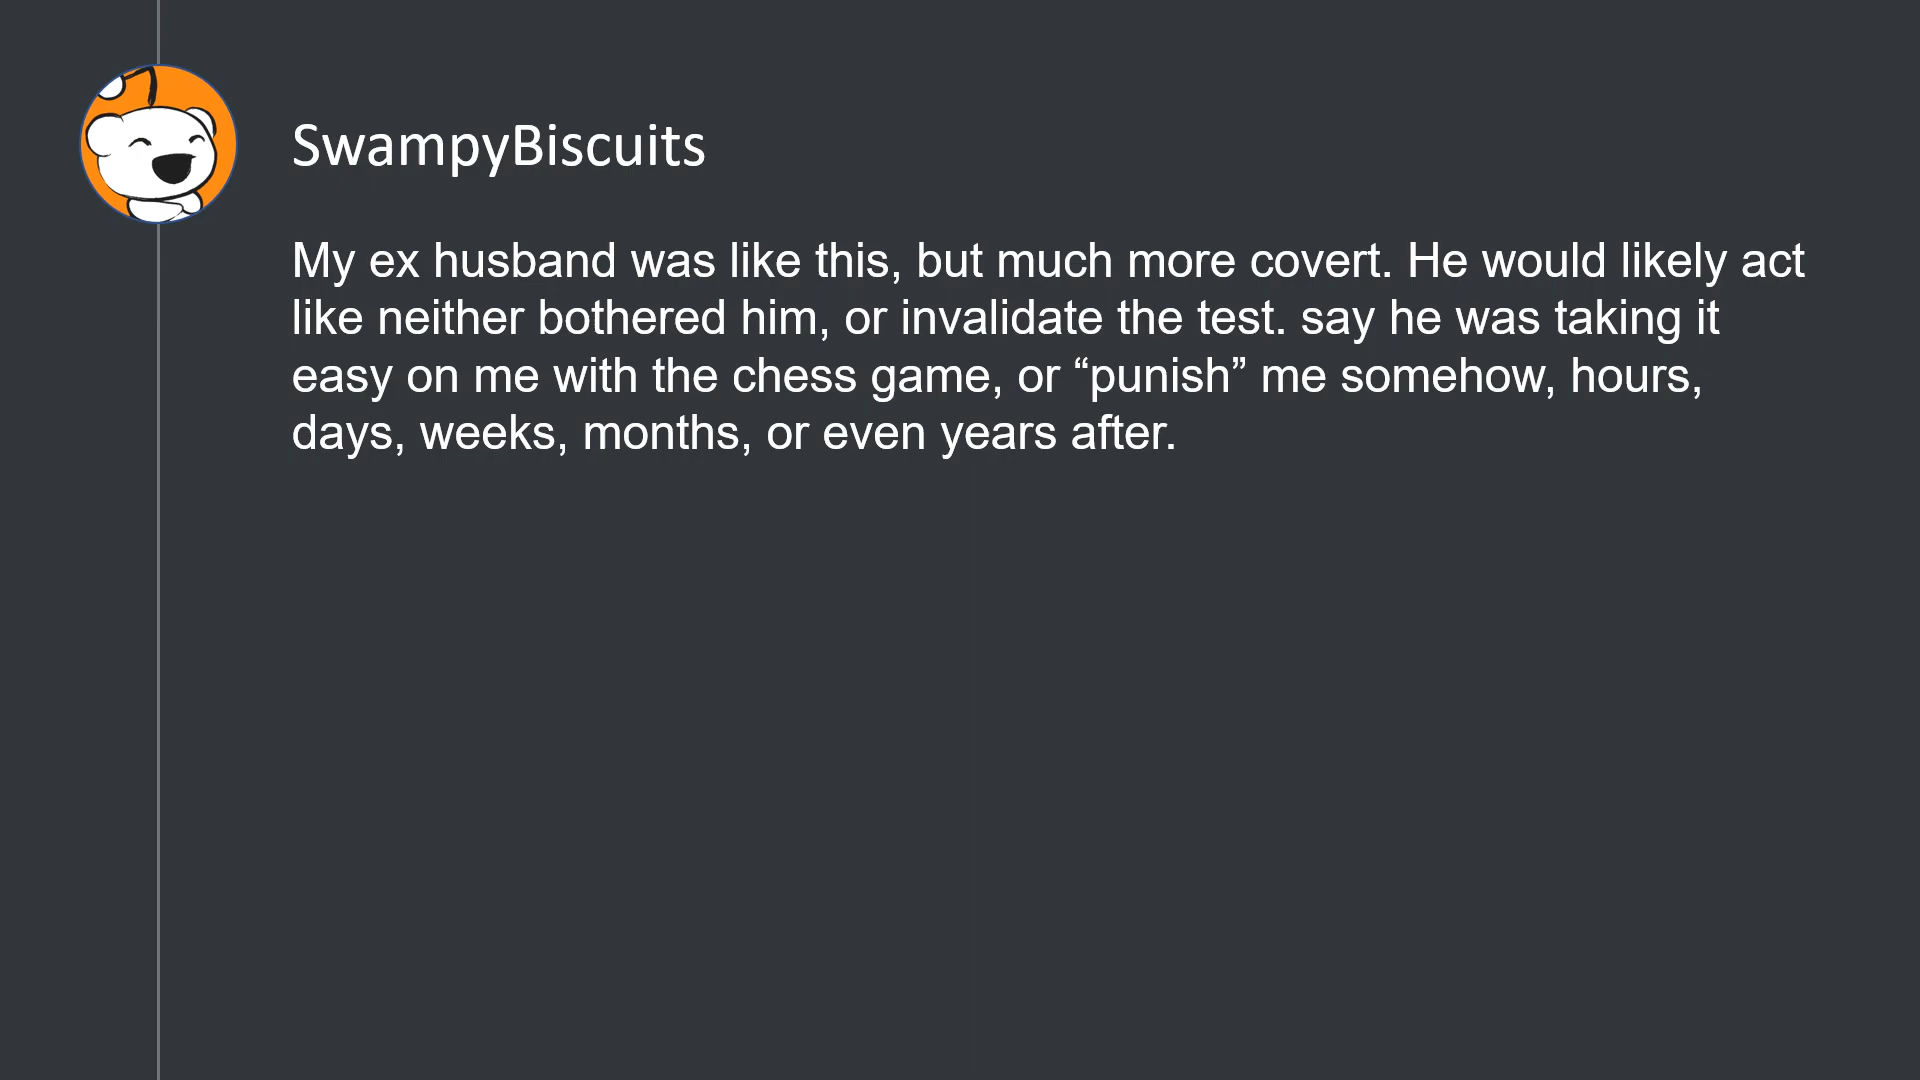 SwampyBiscuits
My ex husband was like this, but much more covert. He would likely act
like neither bothered him, or invalidate the test. say he was taking it
easy on me with the chess game, or “punish” me somehow, hours,
days, weeks, months, or even years after.